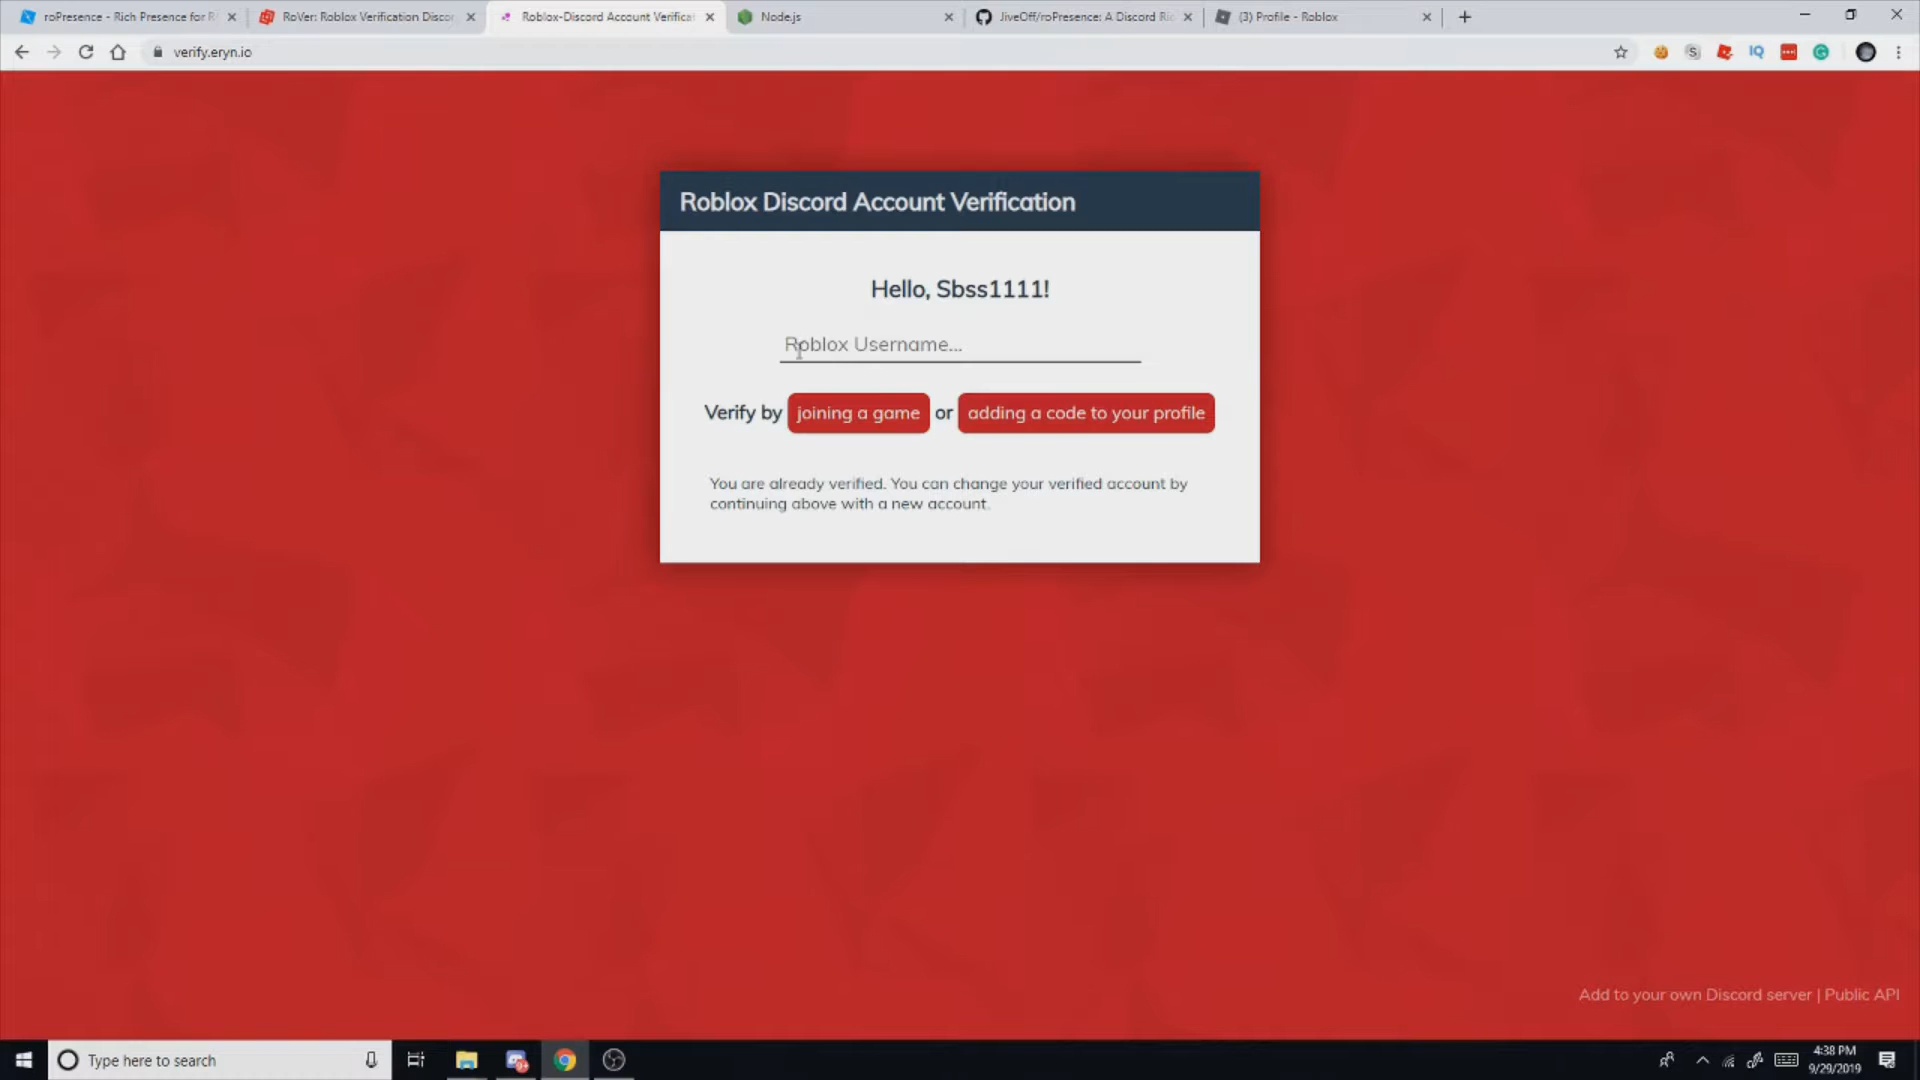 roPresence - Rich Presence for R
RoVer: Roblox Verification Discor
Roblox-Discord Account Verifica
Node.js
JiveOff/roPresence: A Discord Ric
(3) Profile - Roblox
verify.eryn.io
IQ
Roblox Discord Account Verification
Hello, Sbss1111!
Roblox Username...
Verify by joining a game or adding a code to your profile
You are already verified. You can change your verified account by
continuing above with a new account.
Add to your own Discord server | Public API
Type here to search
4:38 PM
9/29/2019